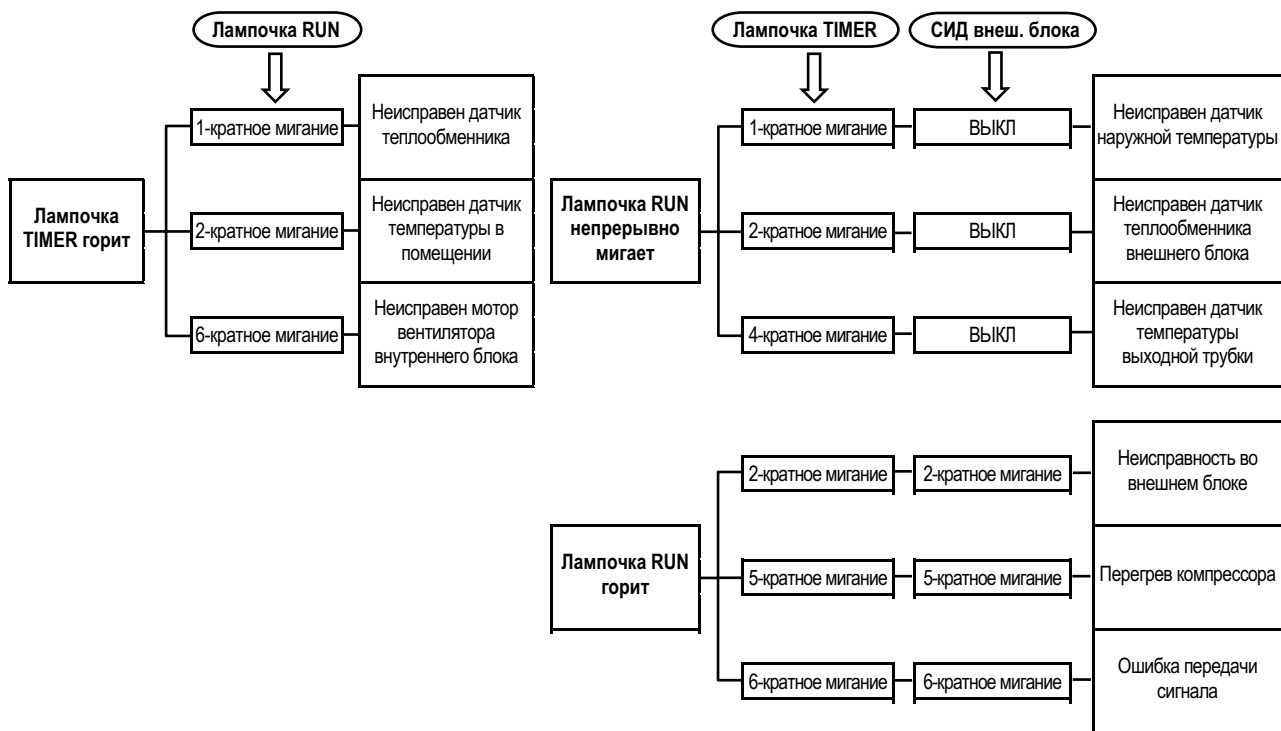 Лампочка RUN
1-кратное мигание
Неисправен датчик
теплообменника
Лампочка
TIMER горит
2-кратное мигание
Неисправен датчик
температуры в
помещении
6-кратное мигание
Неисправен мотор
вентилятора
внутреннего блока
Лампочка TIMER
СИД внеш. блока
1-кратное мигание
ВЫКЛ
Неисправен датчик
наружной температуры
Лампочка RUN
непрерывно
мигает
2-кратное мигание
ВЫКЛ
Неисправен датчик
теплообменника
внешнего блока
4-кратное мигание
ВЫКЛ
Неисправен датчик
температуры
выходной трубки
2-кратное мигание
2-кратное мигание
Неисправность во
внешнем блоке
Лампочка RUN
горит
5-кратное мигание
5-кратное мигание
Перегрев компрессора
6-кратное мигание
6-кратное мигание
Ошибка передачи
сигнала